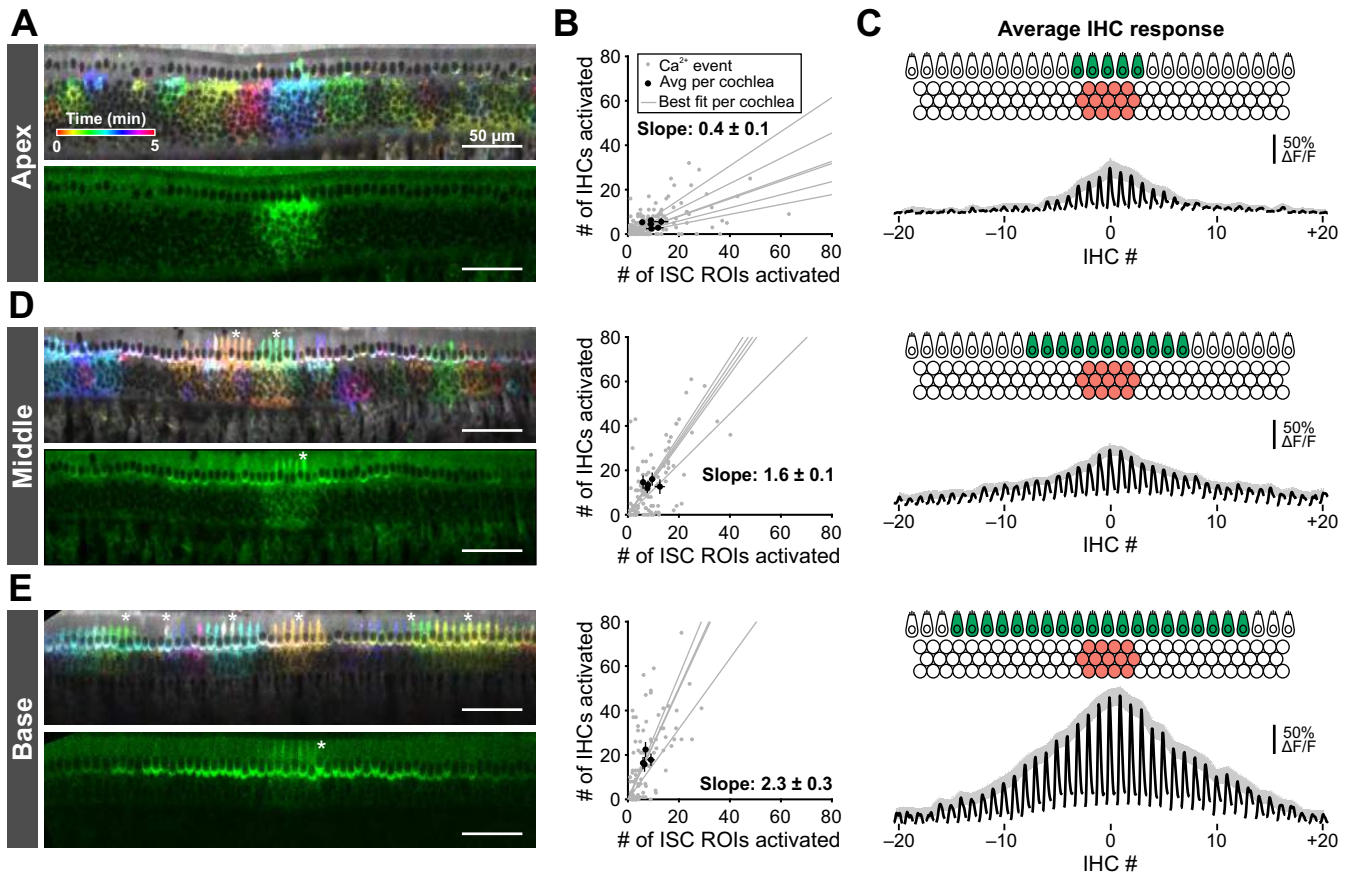 A
Apex
Time (min)
0 5
50 µm
B
80
60
40
20
0
# of IHCs activated
Ca²⁺ event
Avg per cochlea
Best fit per cochlea
Slope: 0.4 ± 0.1
0 20 40 60 80
# of ISC ROIs activated
C
Average IHC response
50%
ΔF/F
–20 –10 0 10 +20
IHC #
D
Middle
* *
*
80
60
40
20
0
# of IHCs activated
Slope: 1.6 ± 0.1
0 20 40 60 80
# of ISC ROIs activated
50%
ΔF/F
–20 –10 0 10 +20
IHC #
E
Base
* * * * * *
*
80
60
40
20
0
# of IHCs activated
Slope: 2.3 ± 0.3
0 20 40 60 80
# of ISC ROIs activated
50%
ΔF/F
–20 –10 0 10 +20
IHC #